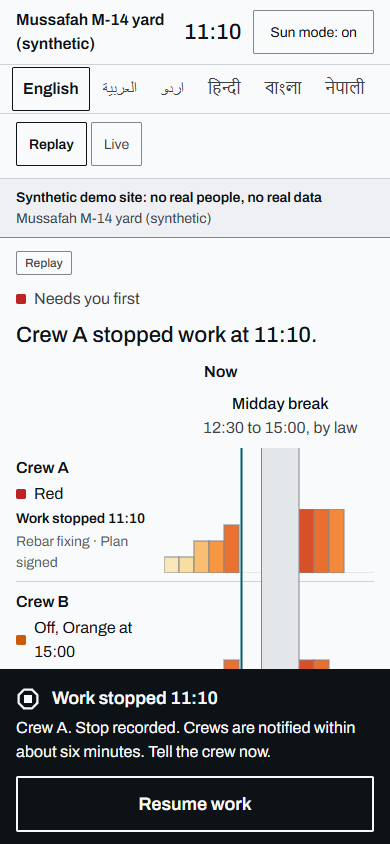 Mussafah M-14 yard
(synthetic)
11:10
Sun mode: on
English
العربية
اردو
हिन्दी
বাংলা
नेपाली
Replay
Live
Synthetic demo site: no real people, no real data
Mussafah M-14 yard (synthetic)
Replay
Needs you first
Crew A stopped work at 11:10.
Now
Midday break
12:30 to 15:00, by law
Crew A
Red
Work stopped 11:10
Rebar fixing · Plan
signed
Crew B
Off, Orange at
15:00
Work stopped 11:10
Crew A. Stop recorded. Crews are notified within
about six minutes. Tell the crew now.
Resume work